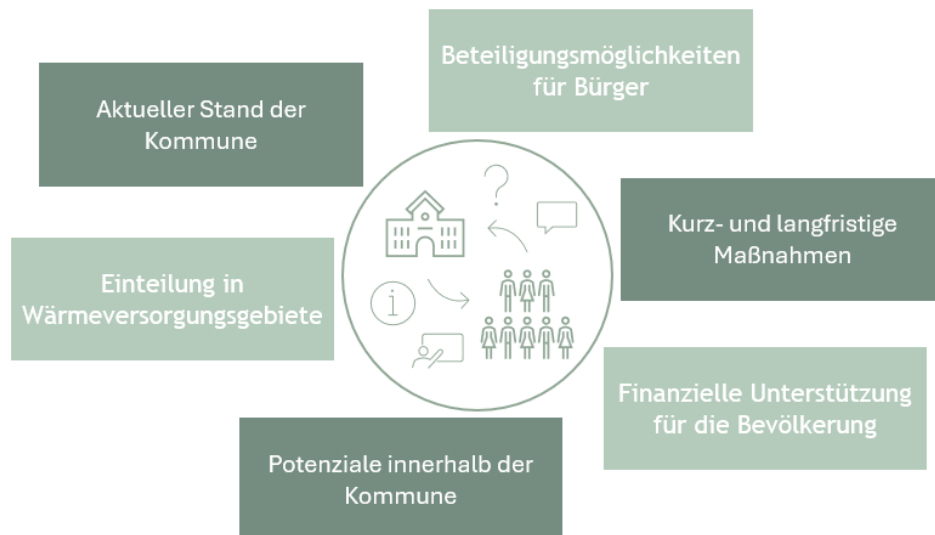 Beteiligungsmöglichkeiten
für Bürger
Aktueller Stand der
Kommune
Kurz- und langfristige
Maßnahmen
Einteilung in
Wärmeversorgungsgebiete
Finanzielle Unterstützung
für die Bevölkerung
Potenziale innerhalb der
Kommune